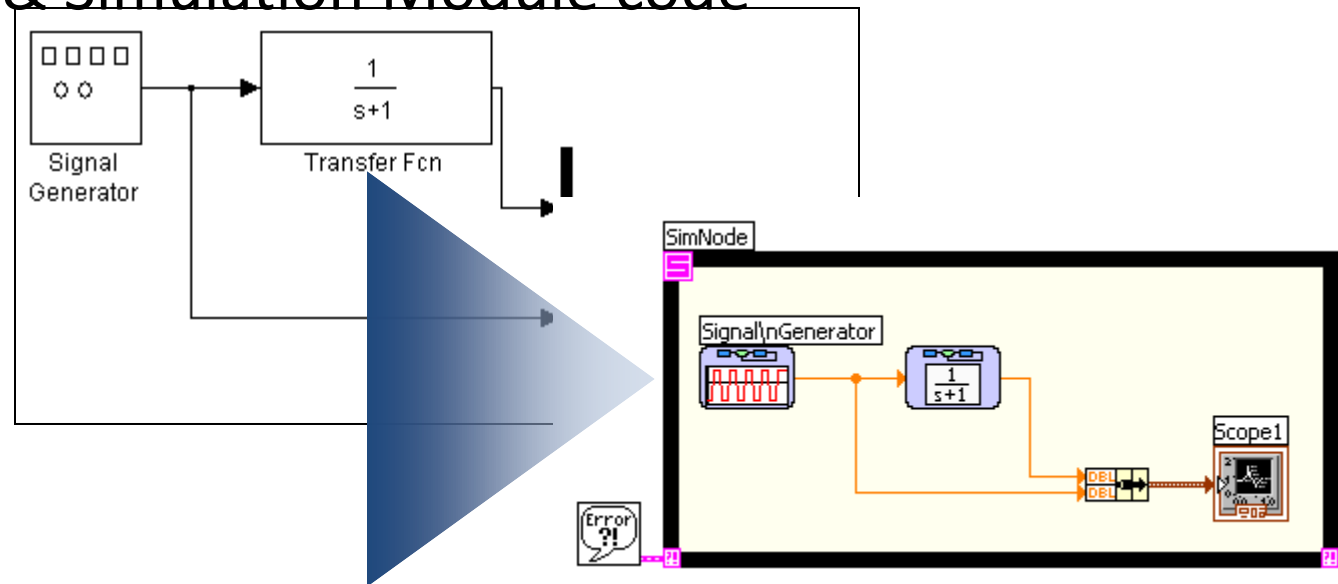 & Simulation Module code
1
s+1
Signal
Generator
Transfer Fcn
SimNode
Signal\nGenerator
1
s+1
Scope1
DBL
DBL
Error
?!
?!
?!